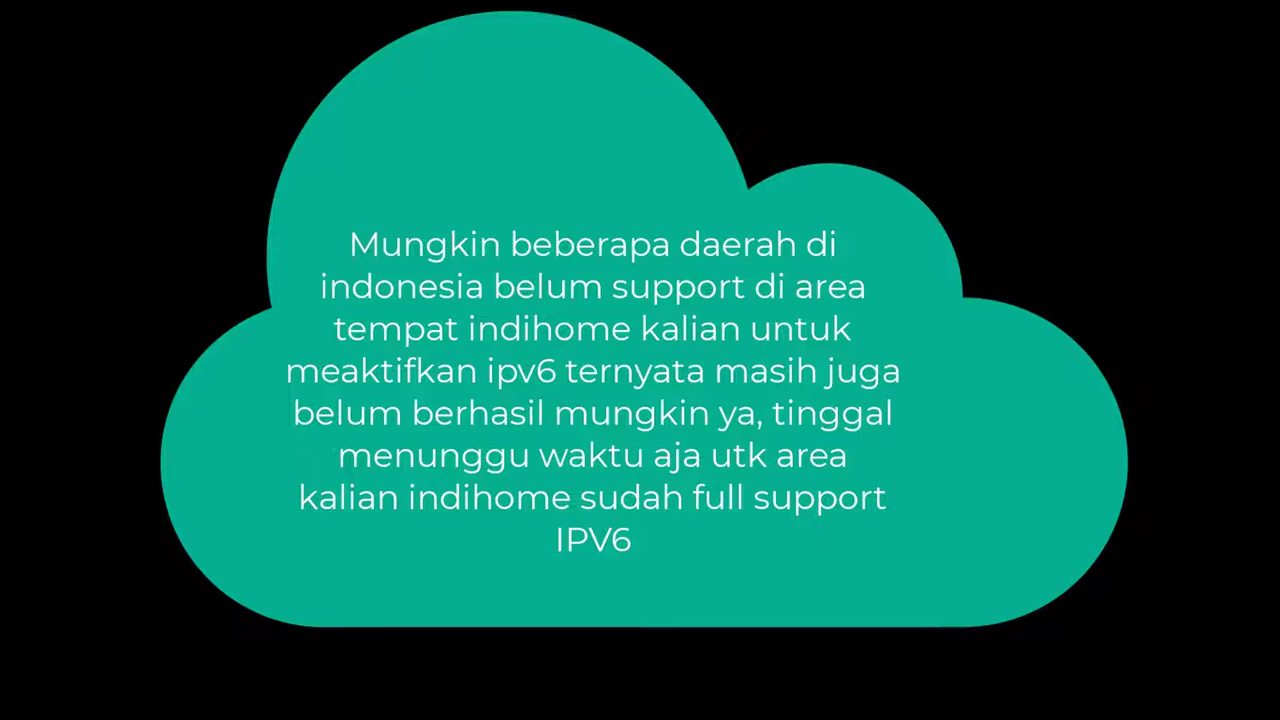 Mungkin beberapa daerah di
indonesia belum support di area
tempat indihome kalian untuk
meaktifkan ipv6 ternyata masih juga
belum berhasil mungkin ya, tinggal
menunggu waktu aja utk area
kalian indihome sudah full support
IPV6